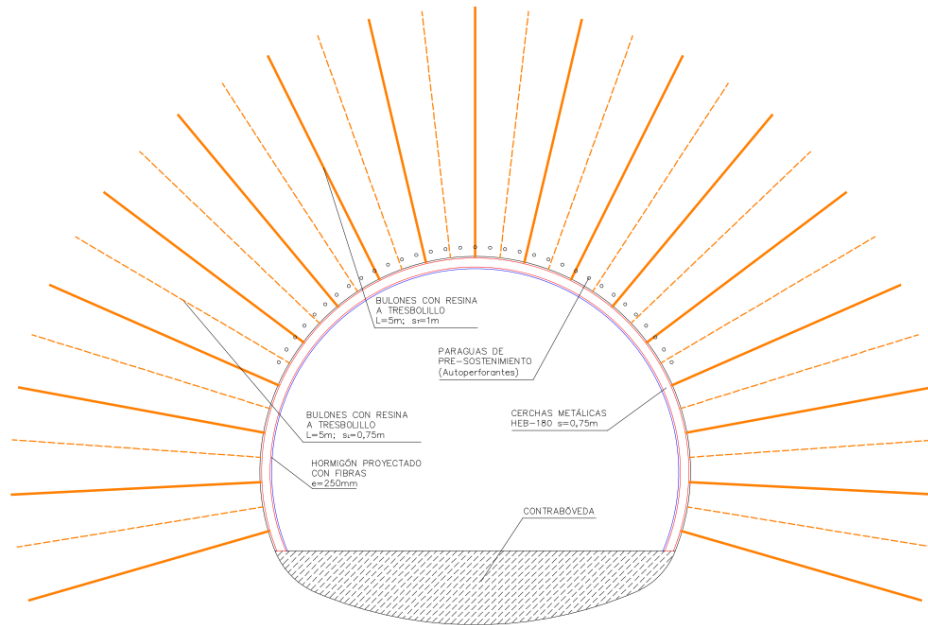 BULONES CON RESINA
A TRESBOLILLO
L=5m; sT=1m
PARAGUAS DE
PRE-SOSTENIMIENTO
(Autoperforantes)
BULONES CON RESINA
A TRESBOLILLO
L=5m; sL=0,75m
CERCHAS METÁLICAS
HEB-180 s=0,75m
HORMIGÓN PROYECTADO
CON FIBRAS
e=250mm
CONTRABÓVEDA